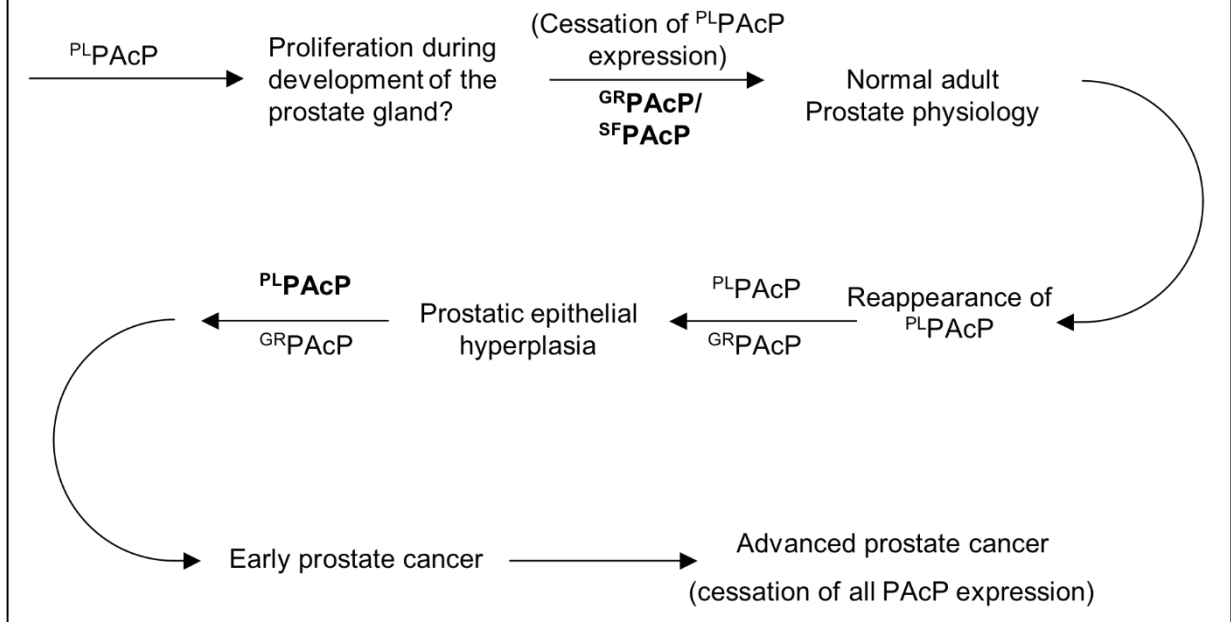 PLPAcP
Proliferation during
development of the
prostate gland?
(Cessation of PLPAcP
expression)
GRPAcP/
SFPAcP
Normal adult
Prostate physiology
Reappearance of
PLPAcP
PLPAcP
GRPAcP
Prostatic epithelial
hyperplasia
PLPAcP
GRPAcP
Early prostate cancer
Advanced prostate cancer
(cessation of all PAcP expression)